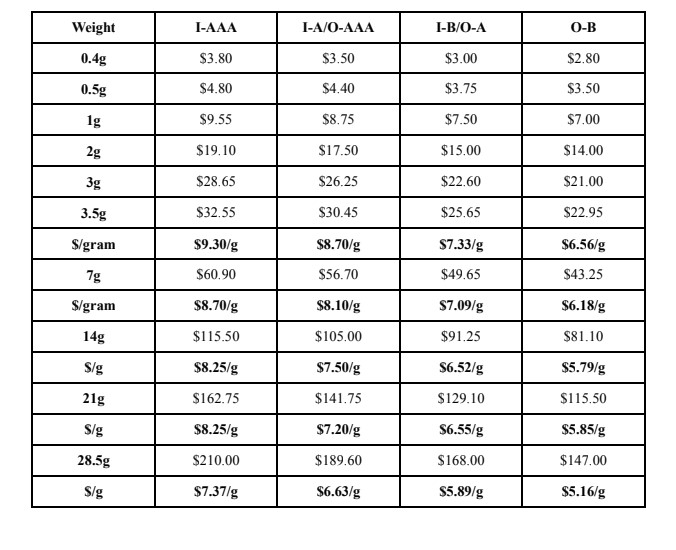 Weight I-AAA I-A/O-AAA I-B/O-A O-B
0.4g $3.80 $3.50 $3.00 $2.80
0.5g $4.80 $4.40 $3.75 $3.50
1g $9.55 $8.75 $7.50 $7.00
2g $19.10 $17.50 $15.00 $14.00
3g $28.65 $26.25 $22.60 $21.00
3.5g $32.55 $30.45 $25.65 $22.95
$/gram $9.30/g $8.70/g $7.33/g $6.56/g
7g $60.90 $56.70 $49.65 $43.25
$/gram $8.70/g $8.10/g $7.09/g $6.18/g
14g $115.50 $105.00 $91.25 $81.10
$/g $8.25/g $7.50/g $6.52/g $5.79/g
21g $162.75 $141.75 $129.10 $115.50
$/g $8.25/g $7.20/g $6.55/g $5.85/g
28.5g $210.00 $189.60 $168.00 $147.00
$/g $7.37/g $6.63/g $5.89/g $5.16/g